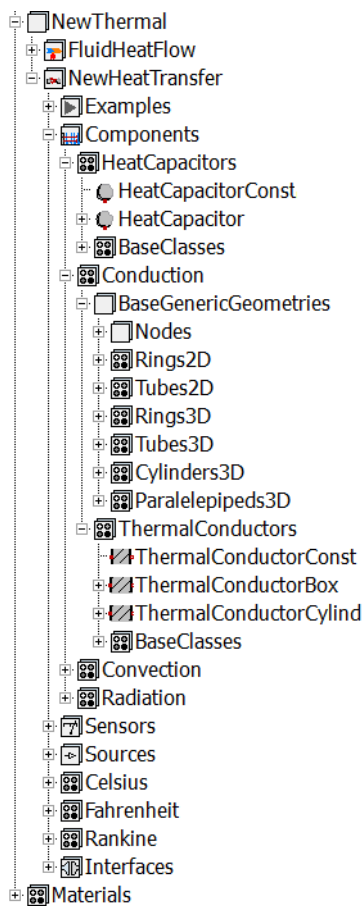 NewThermal
FluidHeatFlow
NewHeatTransfer
Examples
Components
HeatCapacitors
HeatCapacitorConst
HeatCapacitor
BaseClasses
Conduction
BaseGenericGeometries
Nodes
Rings2D
Tubes2D
Rings3D
Tubes3D
Cylinders3D
Paralelepipeds3D
ThermalConductors
ThermalConductorConst
ThermalConductorBox
ThermalConductorCylind
BaseClasses
Convection
Radiation
Sensors
Sources
Celsius
Fahrenheit
Rankine
Interfaces
Materials